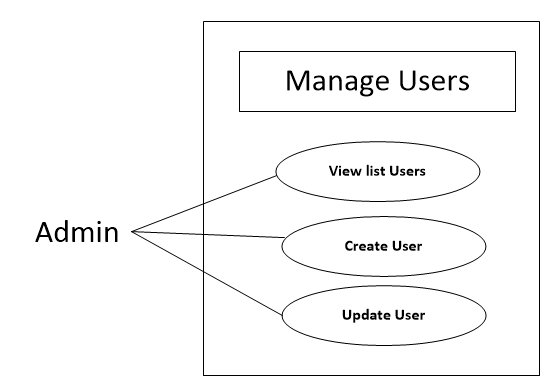 Manage Users
View list Users
Admin
Create User
Update User